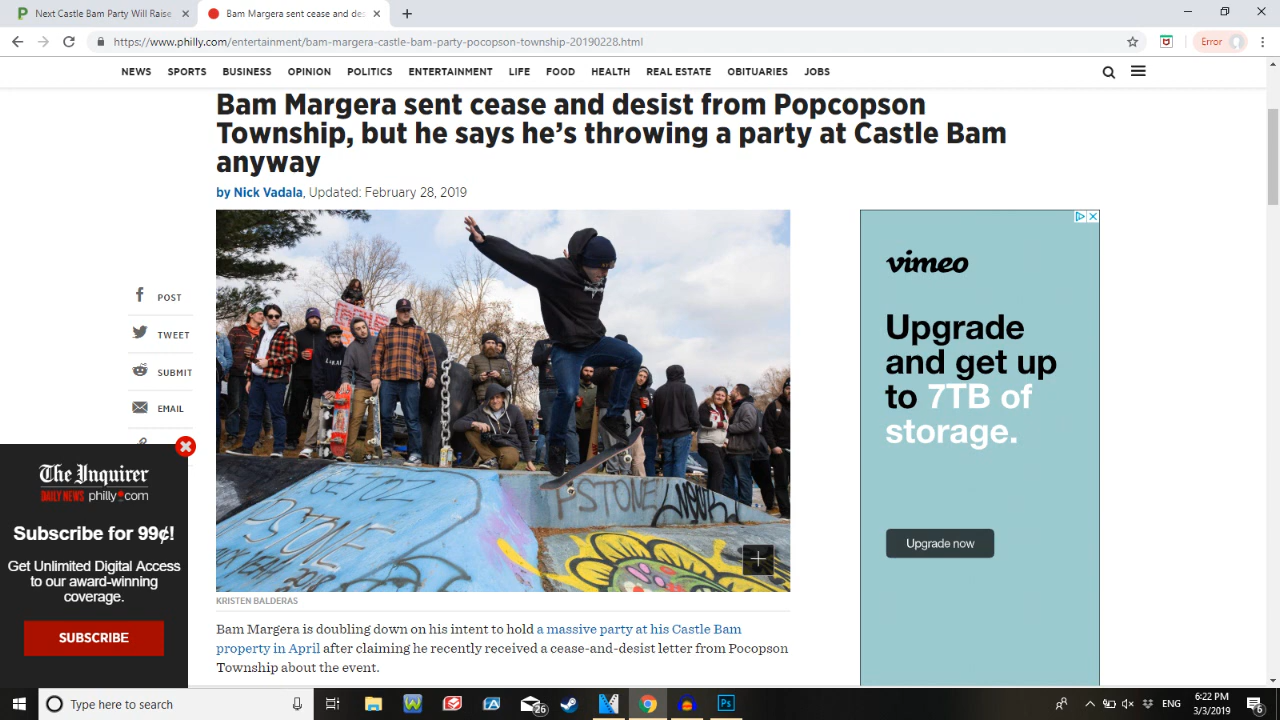 Next Castle Bam Party Will Raise
Bam Margera sent cease and des
https://www.philly.com/entertainment/bam-margera-castle-bam-party-pocopson-township-20190228.html
Error
NEWS SPORTS BUSINESS OPINION POLITICS ENTERTAINMENT LIFE FOOD HEALTH REAL ESTATE OBITUARIES JOBS
Bam Margera sent cease and desist from Popcopson
Township, but he says he’s throwing a party at Castle Bam
anyway
by Nick Vadala, Updated: February 28, 2019
POST
TWEET
SUBMIT
EMAIL
The Inquirer
DAILY NEWS philly.com
Subscribe for 99¢!
Get Unlimited Digital Access
to our award-winning
coverage.
SUBSCRIBE
PSTONE
KRISTEN BALDERAS
Bam Margera is doubling down on his intent to hold a massive party at his Castle Bam
property in April after claiming he recently received a cease-and-desist letter from Pocopson
Township about the event.
vimeo
Upgrade
and get up
to 7TB of
storage.
Upgrade now
Type here to search
26
ENG
6:22 PM
3/3/2019
6